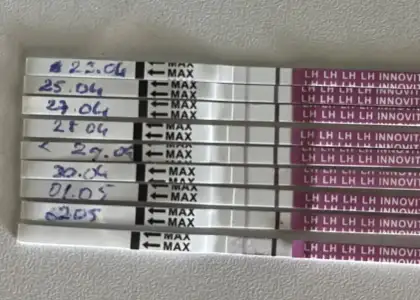 23.04 ← MAX
← MAX LH LH LH LH INNOVIT
25.04 ← MAX LH LH LH LH INNOVIT
27.04 ← MAX LH LH LH LH INNOVIT
28 04 ← MAX LH LH LH LH INNOVIT
29.04 ← MAX LH LH LH LH INNOVIT
30.04 ← MAX LH LH LH LH INNOVIT
01.05 ← MAX LH LH LH LH INNOVIT
0205 ← MAX LH LH LH LH INNOVIT
← MAX LH LH LH LH INNOVIT